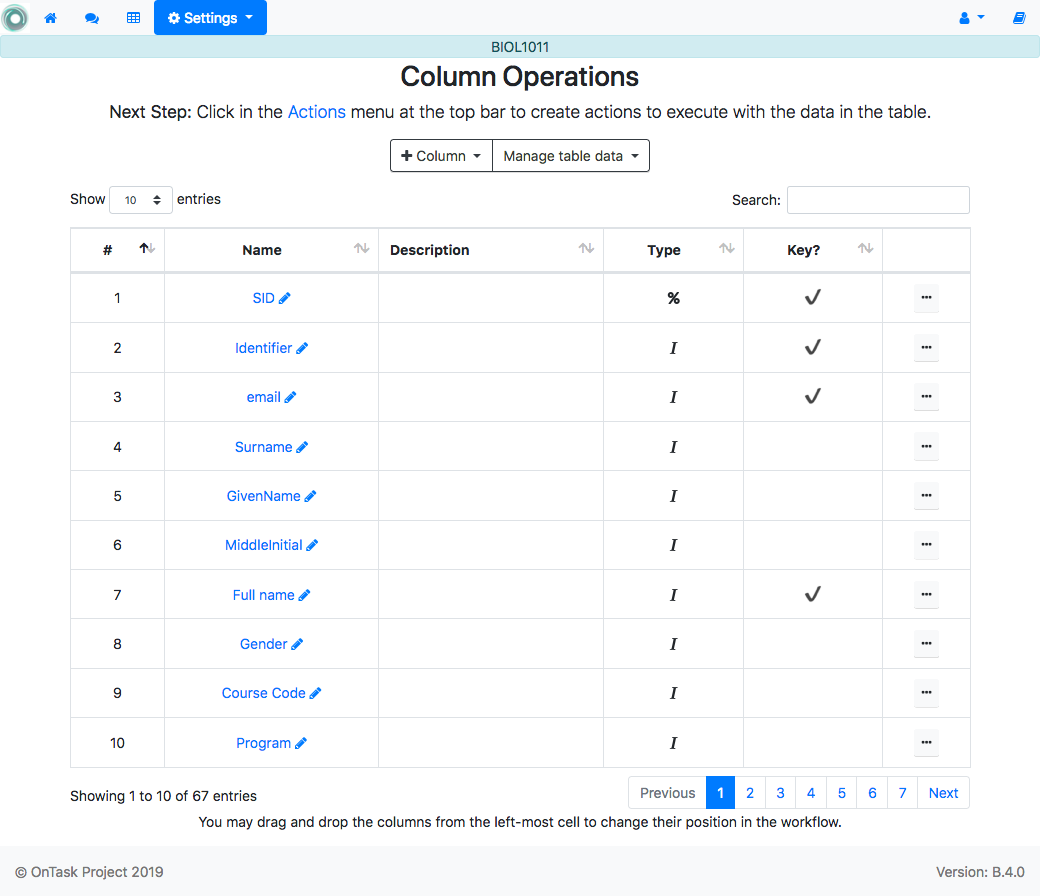 Settings
BIOL1011
Column Operations
Next Step: Click in the Actions menu at the top bar to create actions to execute with the data in the table.
+ Column Manage table data
Show 10 entries Search:
# Name Description Type Key?
1 SID % ✔
2 Identifier I ✔
3 email I ✔
4 Surname I
5 GivenName I
6 MiddleInitial I
7 Full name I ✔
8 Gender I
9 Course Code I
10 Program I
Showing 1 to 10 of 67 entries Previous 1 2 3 4 5 6 7 Next
You may drag and drop the columns from the left-most cell to change their position in the workflow.
© OnTask Project 2019 Version: B.4.0